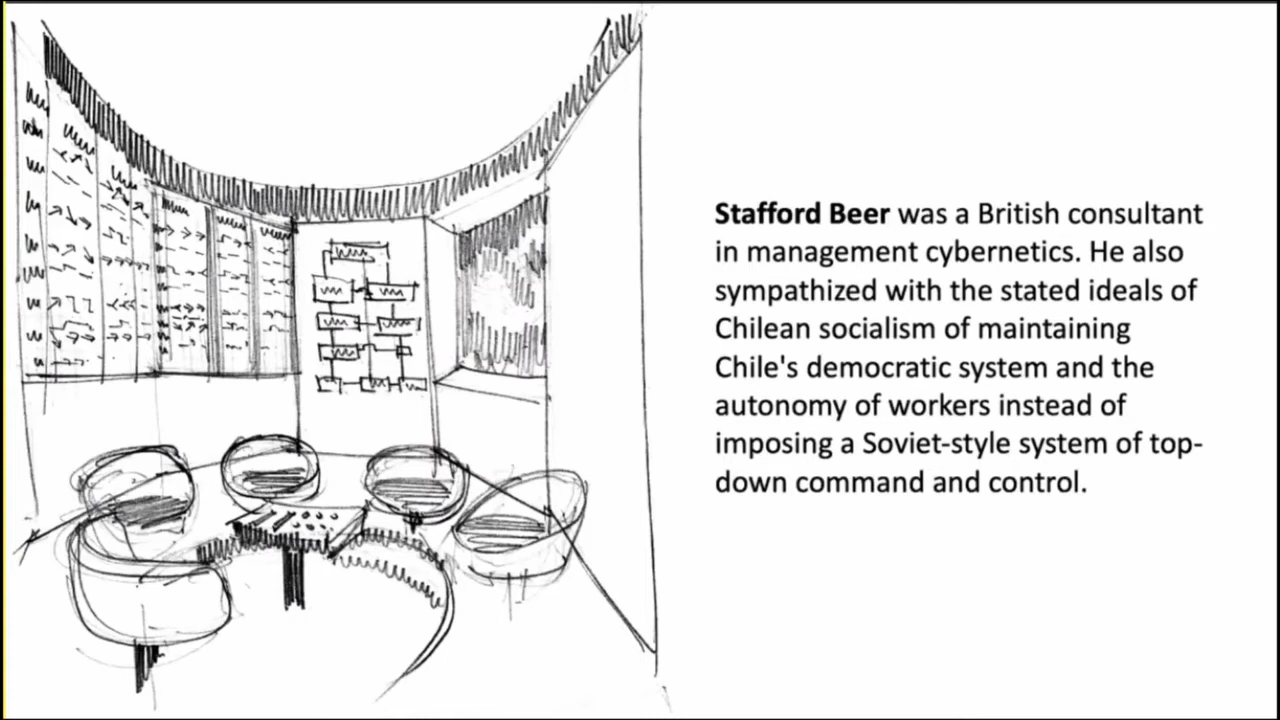 Stafford Beer was a British consultant
in management cybernetics. He also
sympathized with the stated ideals of
Chilean socialism of maintaining
Chile's democratic system and the
autonomy of workers instead of
imposing a Soviet-style system of top-
down command and control.